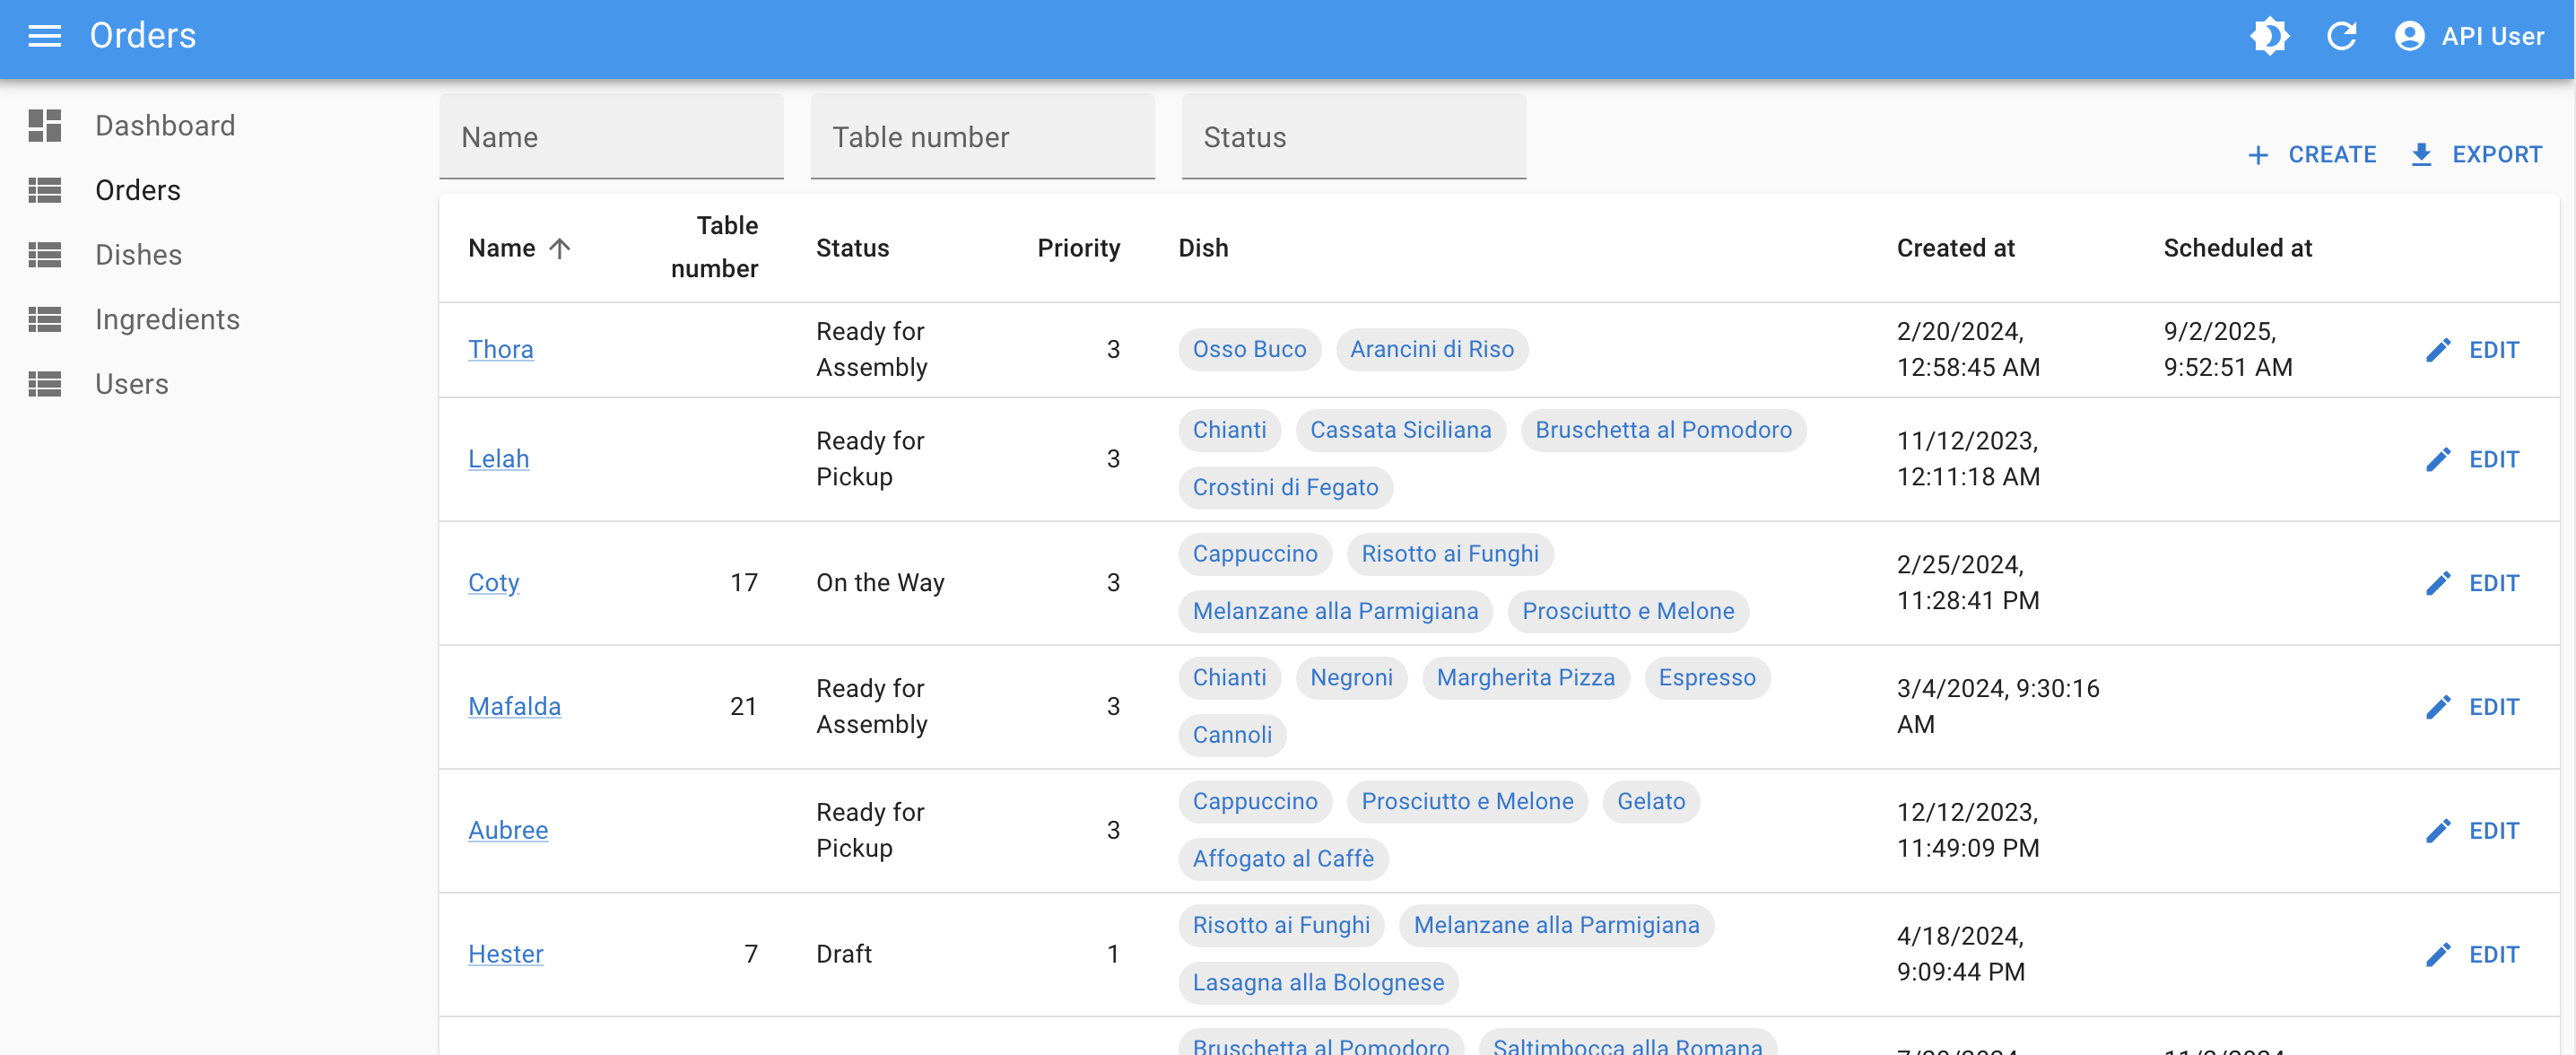 Orders
API User
Dashboard
Orders
Dishes
Ingredients
Users
Name
Table number
Status
CREATE
EXPORT
Name
Table
number
Status
Priority
Dish
Created at
Scheduled at
Thora
Ready for
Assembly
3
Osso Buco
Arancini di Riso
2/20/2024,
12:58:45 AM
9/2/2025,
9:52:51 AM
EDIT
Lelah
Ready for
Pickup
3
Chianti
Cassata Siciliana
Bruschetta al Pomodoro
Crostini di Fegato
11/12/2023,
12:11:18 AM
EDIT
Coty
17
On the Way
3
Cappuccino
Risotto ai Funghi
Melanzane alla Parmigiana
Prosciutto e Melone
2/25/2024,
11:28:41 PM
EDIT
Mafalda
21
Ready for
Assembly
3
Chianti
Negroni
Margherita Pizza
Espresso
Cannoli
3/4/2024, 9:30:16
AM
EDIT
Aubree
Ready for
Pickup
3
Cappuccino
Prosciutto e Melone
Gelato
Affogato al Caffè
12/12/2023,
11:49:09 PM
EDIT
Hester
7
Draft
1
Risotto ai Funghi
Melanzane alla Parmigiana
Lasagna alla Bolognese
4/18/2024,
9:09:44 PM
EDIT
Bruschetta al Pomodoro
Saltimbocca alla Romana